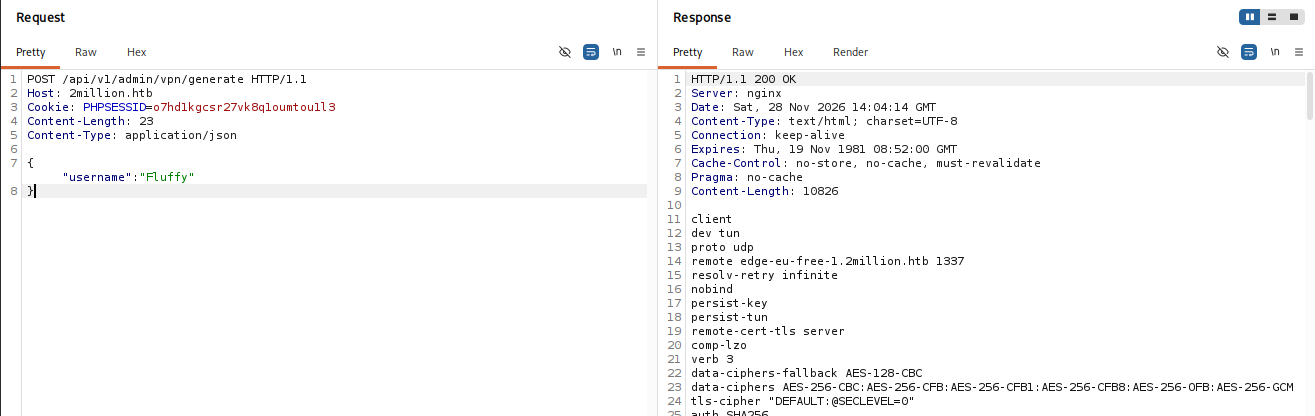 Request
Pretty Raw Hex
\n
1 POST /api/v1/admin/vpn/generate HTTP/1.1
2 Host: 2million.htb
3 Cookie: PHPSESSID=o7hd1kgcsr27vk8q1oumtou1l3
4 Content-Length: 23
5 Content-Type: application/json
6
7 {
"username":"Fluffy"
8 }
Response
Pretty Raw Hex Render
\n
1 HTTP/1.1 200 OK
2 Server: nginx
3 Date: Sat, 28 Nov 2026 14:04:14 GMT
4 Content-Type: text/html; charset=UTF-8
5 Connection: keep-alive
6 Expires: Thu, 19 Nov 1981 08:52:00 GMT
7 Cache-Control: no-store, no-cache, must-revalidate
8 Pragma: no-cache
9 Content-Length: 10826
10
11 client
12 dev tun
13 proto udp
14 remote edge-eu-free-1.2million.htb 1337
15 resolv-retry infinite
16 nobind
17 persist-key
18 persist-tun
19 remote-cert-tls server
20 comp-lzo
21 verb 3
22 data-ciphers-fallback AES-128-CBC
23 data-ciphers AES-256-CBC:AES-256-CFB:AES-256-CFB1:AES-256-CFB8:AES-256-OFB:AES-256-GCM
24 tls-cipher "DEFAULT:@SECLEVEL=0"
25 auth SHA256